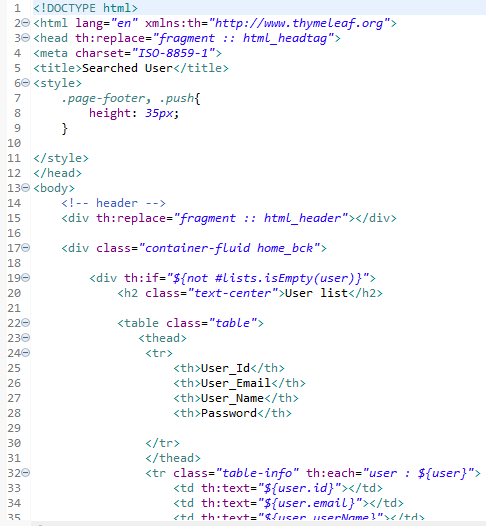 1 <!DOCTYPE html>
2 <html lang="en" xmlns:th="http://www.thymeleaf.org">
3 <head th:replace="fragment :: html_headtag">
4 <meta charset="ISO-8859-1">
5 <title>Searched User</title>
6 <style>
7 .page-footer, .push{
8 height: 35px;
9 }
10
11 </style>
12 </head>
13 <body>
14 <!-- header -->
15 <div th:replace="fragment :: html_header"></div>
16
17 <div class="container-fluid home_bck">
18
19 <div th:if="${not #lists.isEmpty(user)}">
20 <h2 class="text-center">User list</h2>
21
22 <table class="table">
23 <thead>
24 <tr>
25 <th>User_Id</th>
26 <th>User_Email</th>
27 <th>User_Name</th>
28 <th>Password</th>
29
30 </tr>
31 </thead>
32 <tr class="table-info" th:each="user : ${user}">
33 <td th:text="${user.id}"></td>
34 <td th:text="${user.email}"></td>
35 <td th:text="${user.userName}"></td>